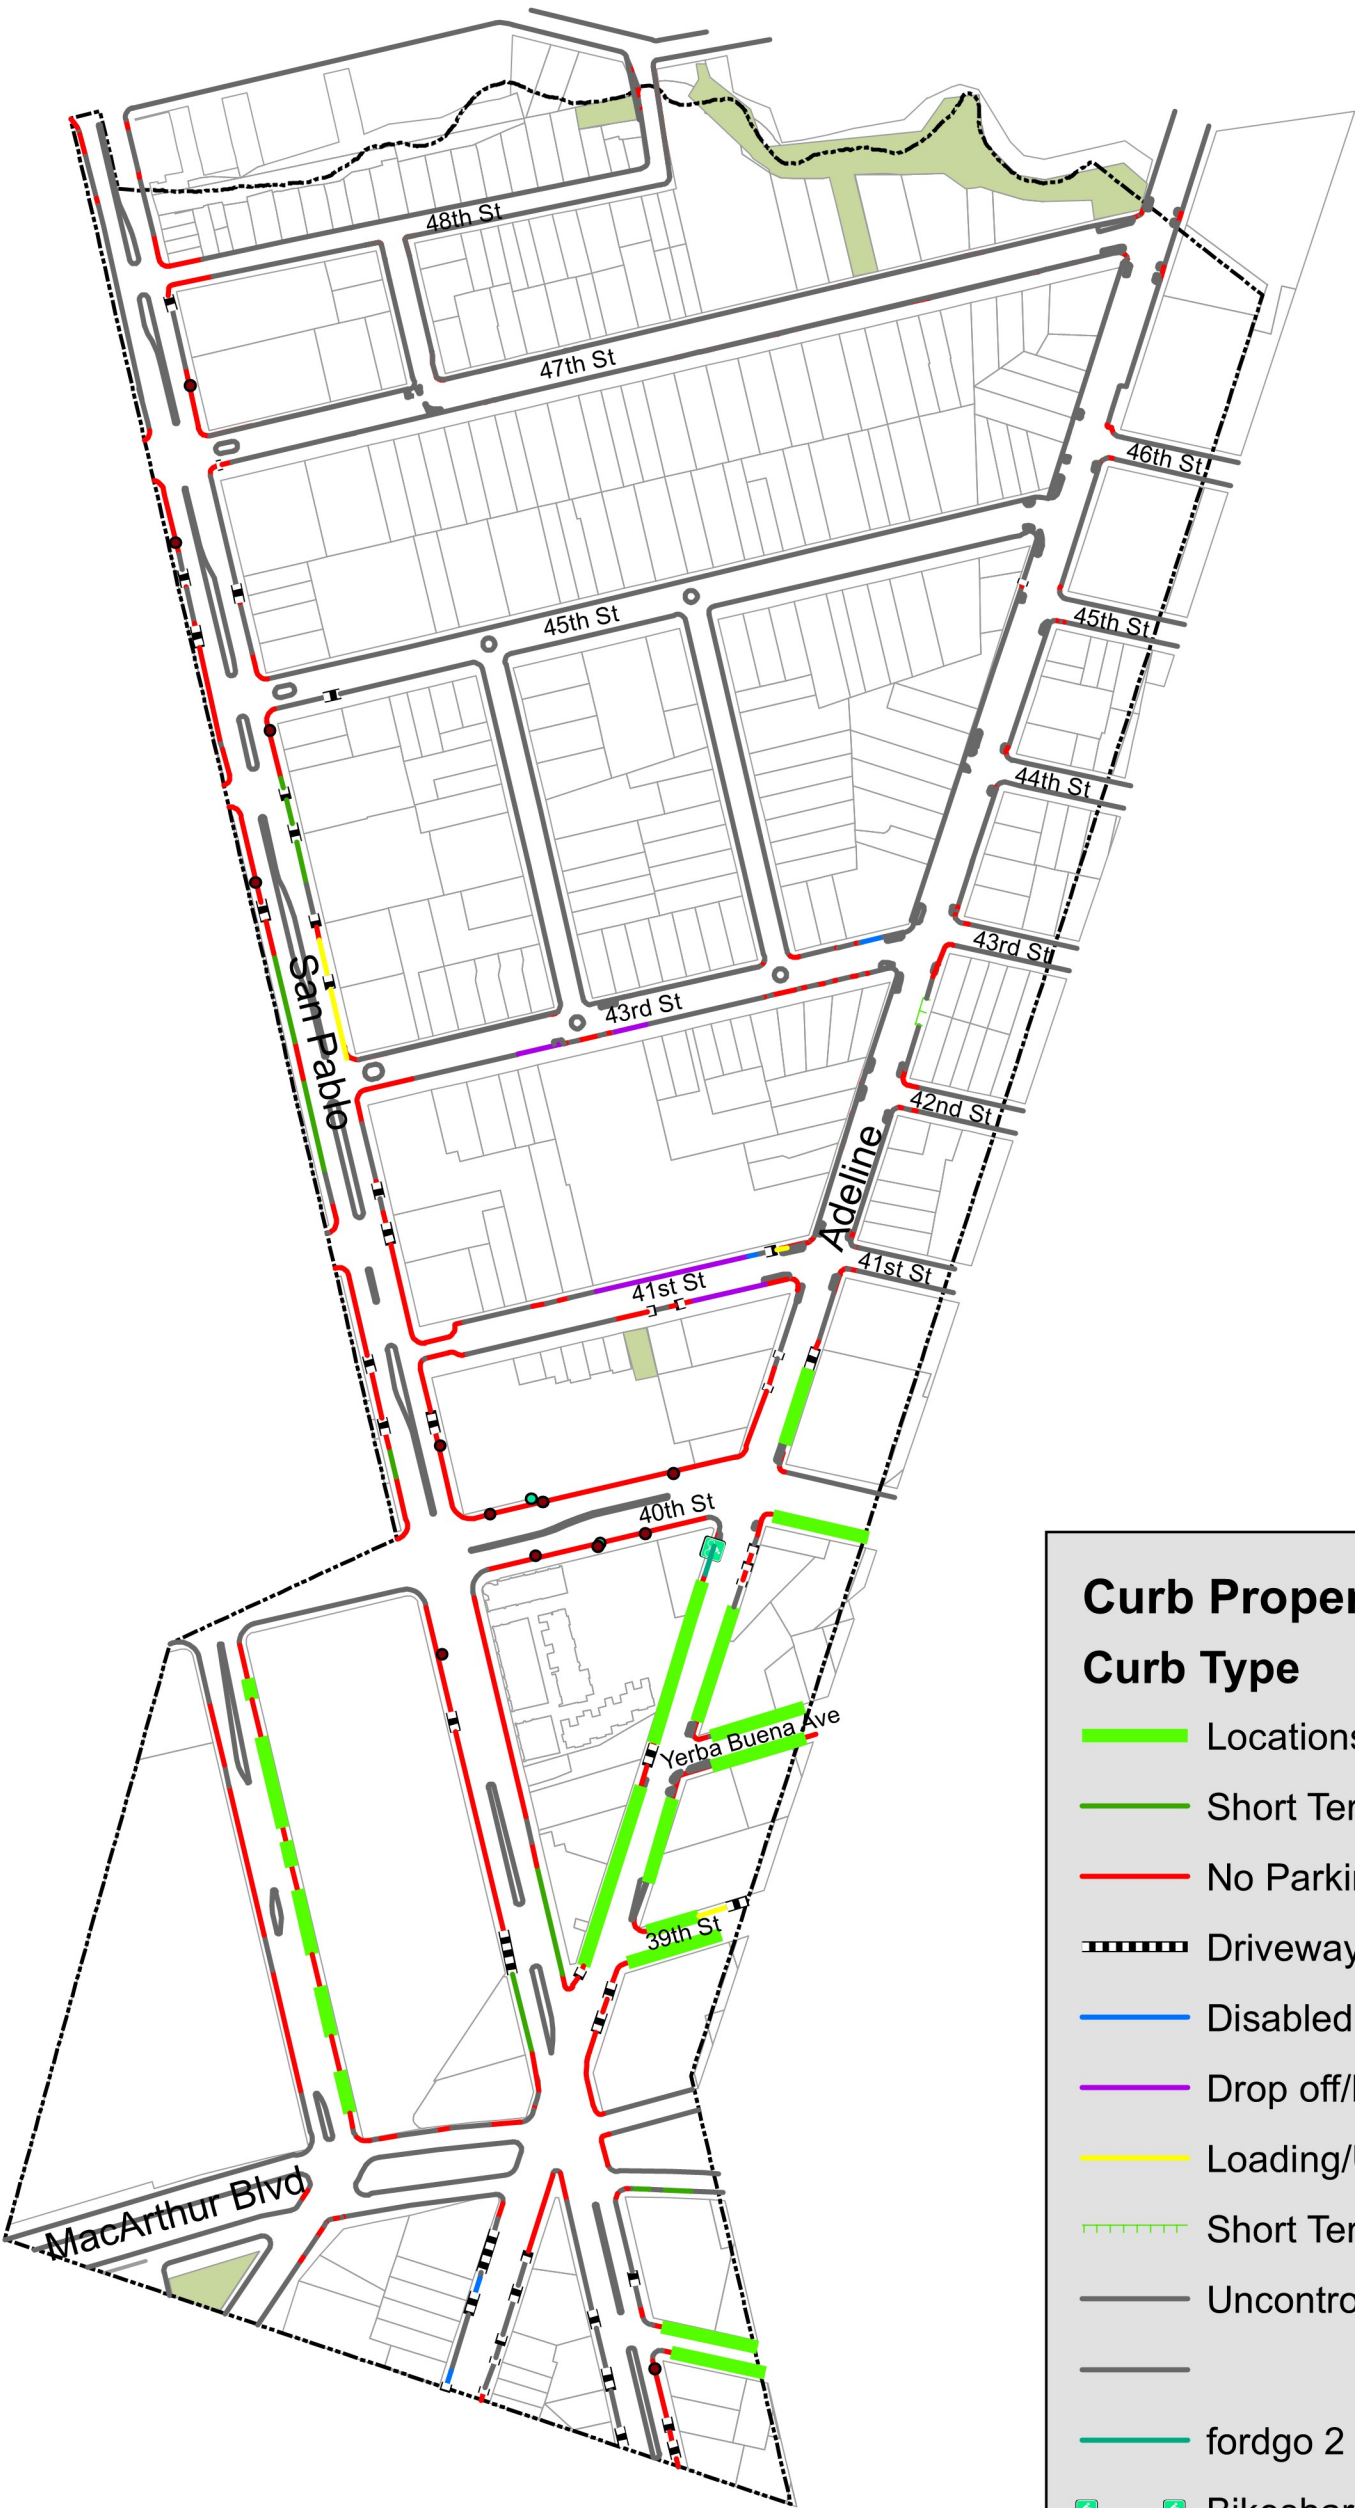 48th St
47th St
46th St
45th St
45th St
44th St
43rd St
San Pablo
43rd St
42nd St
Adeline
41st St
41st St
40th St
Yerba Buena Ave
39th St
MacArthur Blvd
Curb Proper
Curb Type
Locations
Short Ter
No Parkin
Driveway
Disabled
Drop off/
Loading/
Short Ter
Uncontro
fordgo 2